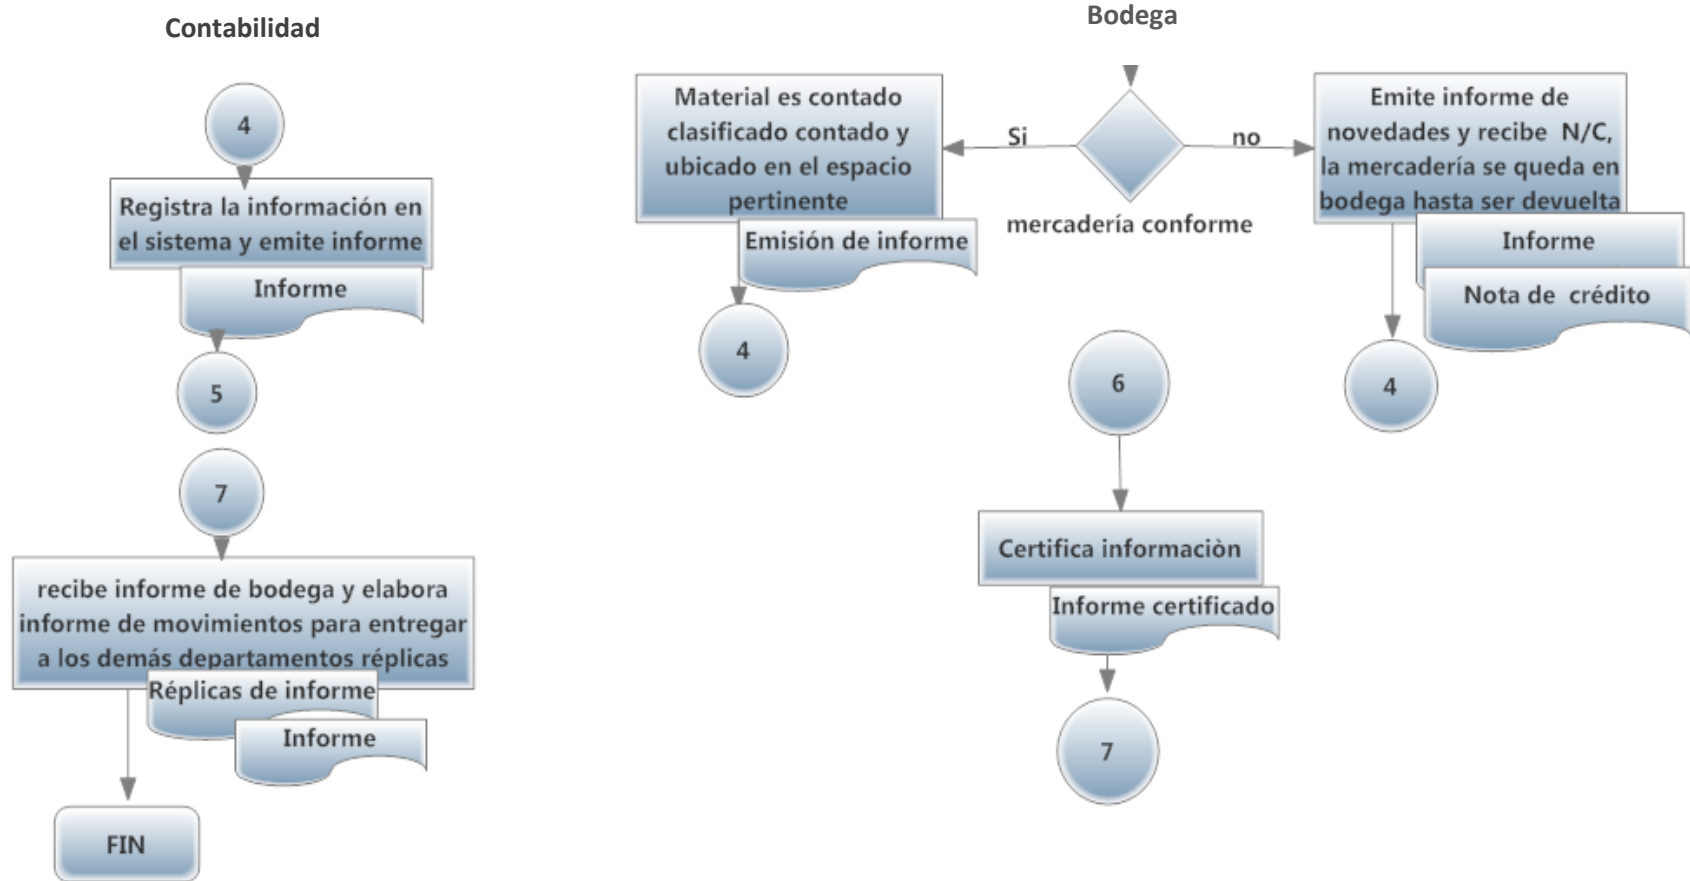 Contabilidad
4
Registra la información en
el sistema y emite informe
Informe
5
7
recibe informe de bodega y elabora
informe de movimientos para entregar
a los demás departamentos réplicas
Réplicas de informe
Informe
FIN
Bodega
Material es contado
clasificado contado y
ubicado en el espacio
pertinente
Emisión de informe
4
Si
no
mercadería conforme
Emite informe de
novedades y recibe N/C,
la mercadería se queda en
bodega hasta ser devuelta
Informe
Nota de crédito
4
6
Certifica informaciòn
Informe certificado
7